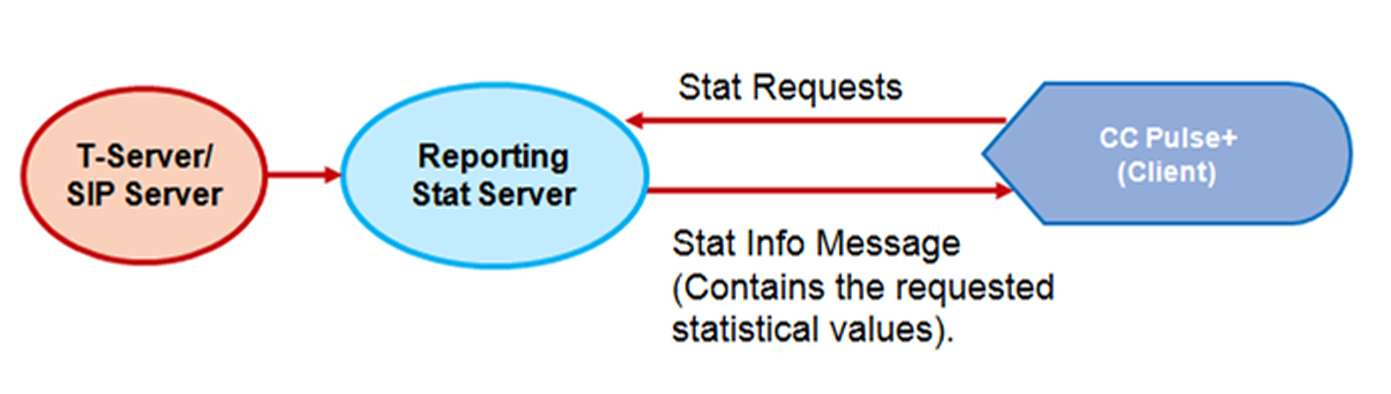 T-Server/
SIP Server
Reporting
Stat Server
Stat Requests
Stat Info Message
(Contains the requested
statistical values).
CC Pulse+
(Client)